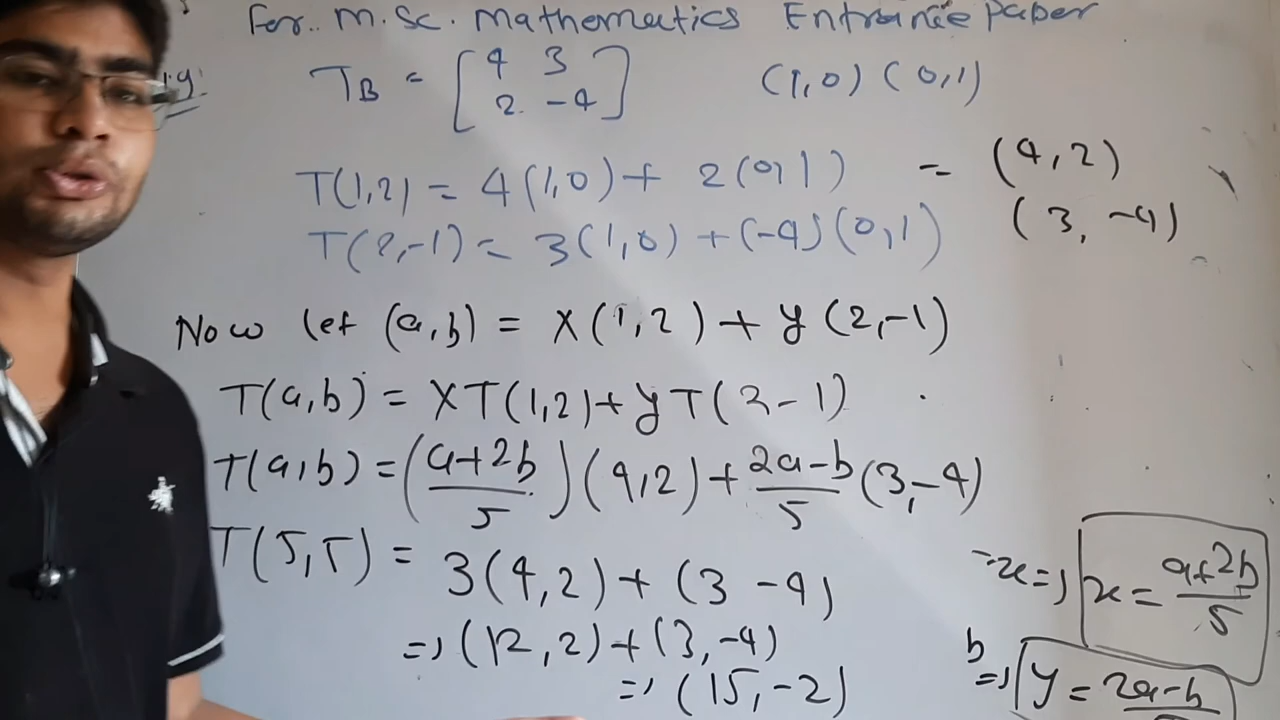 For.. M.Sc. Mathematics Entrance Paper
T_B = [4 3 (1,0) (0,1)
2 -4]
T(1,2) = 4(1,0) + 2(0,1) = (4,2)
T(2,-1) = 3(1,0) + (-4)(0,1) (3,-4)
Now let (a,b) = x(1,2) + y(2,-1)
T(a,b) = xT(1,2) + yT(2-1)
T(a,b) = (a+2b/5)(4,2) + 2a-b/5 (3,-4)
T(5,5) = 3(4,2) + (3 -4)
=> (12,2) + (3,-4)
=> (15,-2)
-x => x = a+2b/5
b => y = 2a-b